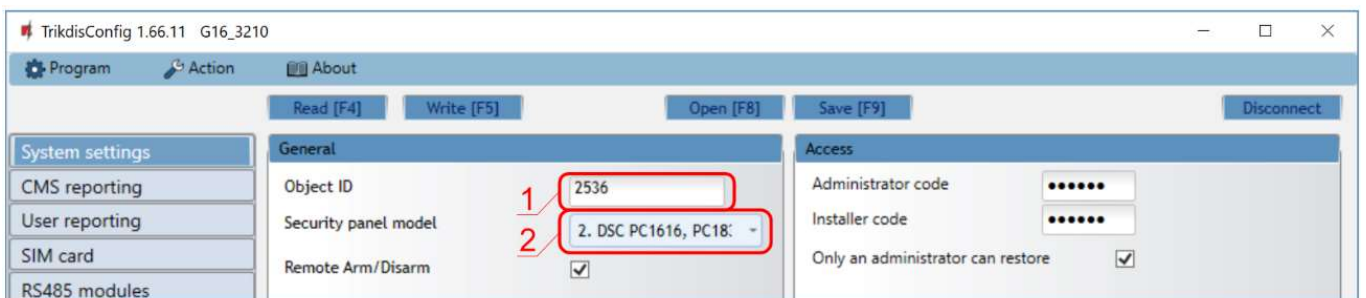 TrikdisConfig 1.66.11 G16_3210
Program Action About
Read [F4] Write [F5] Open [F8] Save [F9] Disconnect
System settings
CMS reporting
User reporting
SIM card
RS485 modules
General
Object ID 1 2536
Security panel model 2 2. DSC PC1616, PC18
Remote Arm/Disarm
Access
Administrator code ●●●●●●
Installer code ●●●●●●
Only an administrator can restore